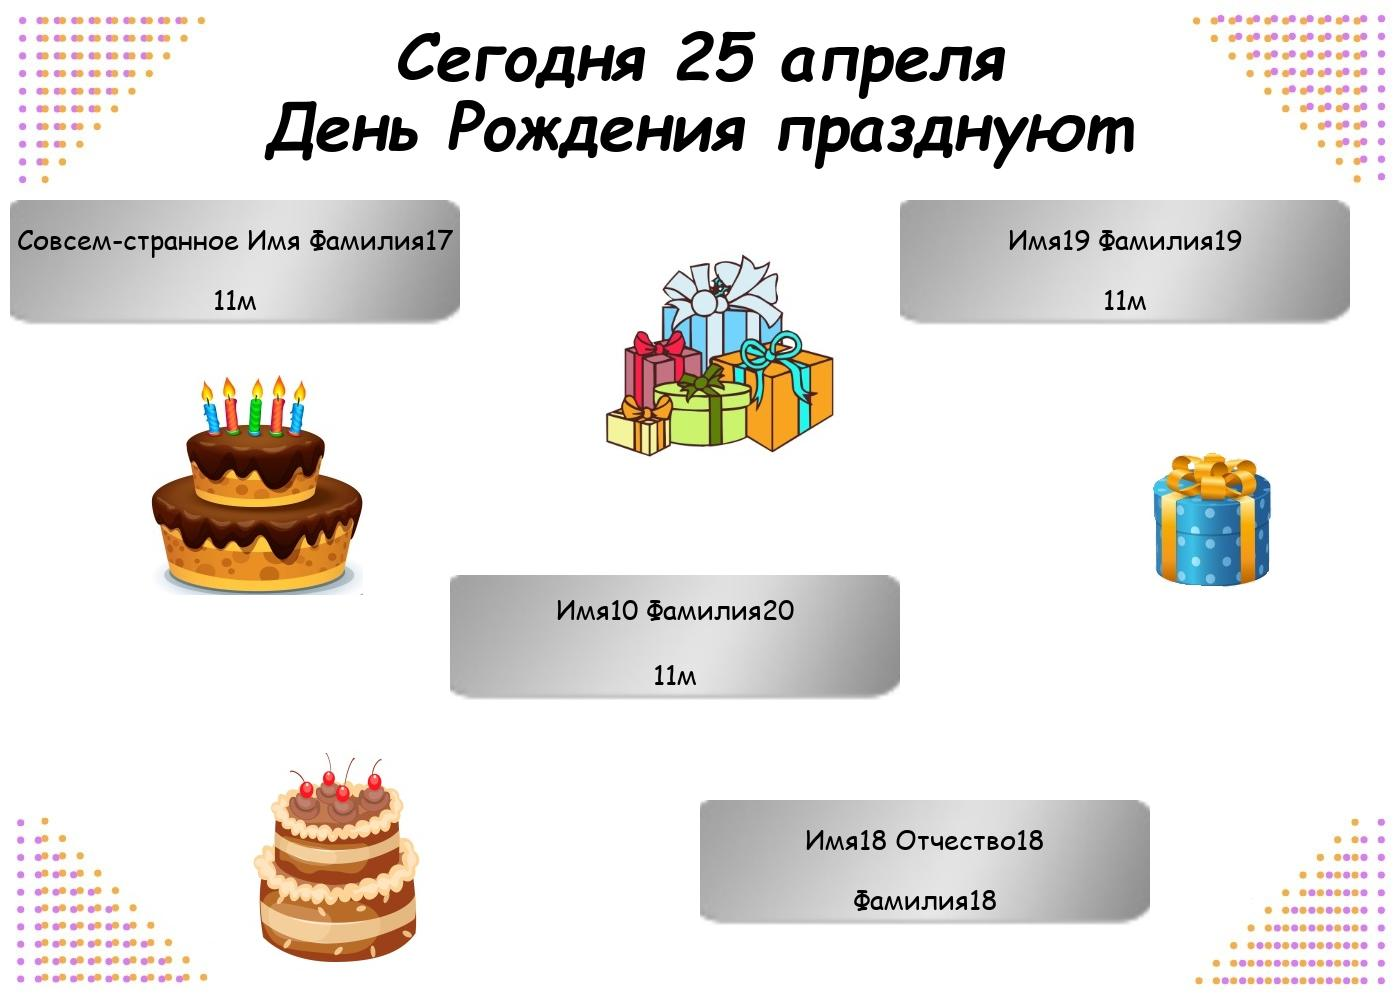 Сегодня 25 апреля
День Рождения празднуют
Совсем-странное Имя Фамилия17
11м
Имя19 Фамилия19
11м
Имя10 Фамилия20
11м
Имя18 Отчество18
Фамилия18